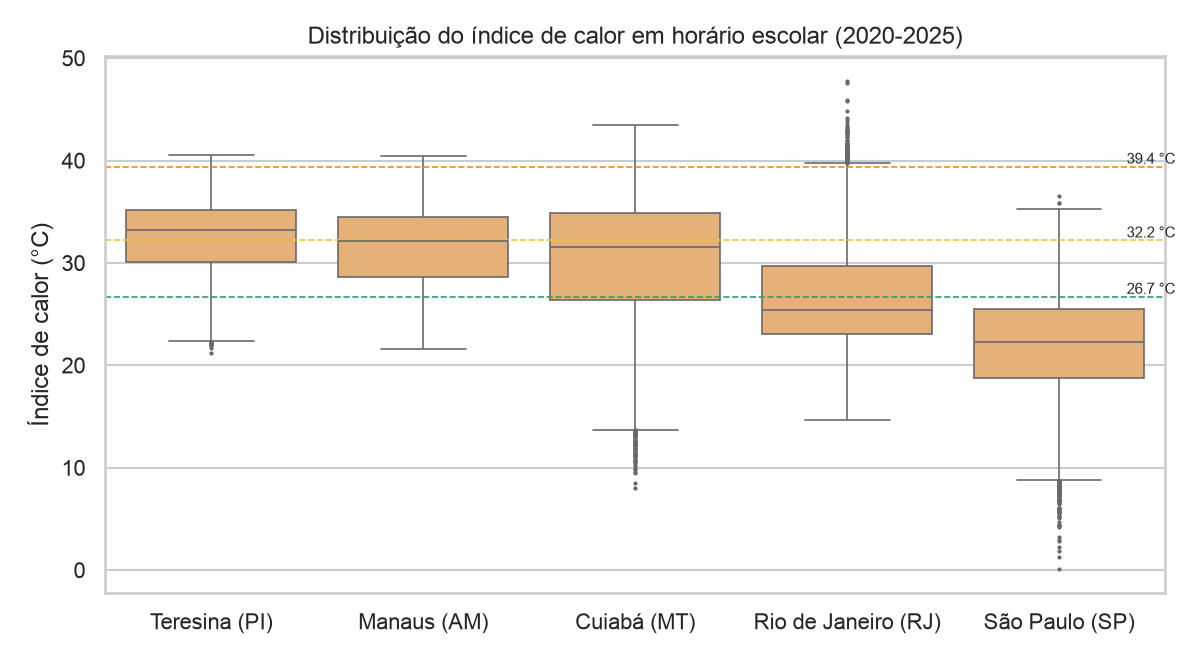 Distribuição do índice de calor em horário escolar (2020-2025)
Índice de calor (°C)
50
40
30
20
10
0
39.4 °C
32.2 °C
26.7 °C
Teresina (PI)
Manaus (AM)
Cuiabá (MT)
Rio de Janeiro (RJ)
São Paulo (SP)